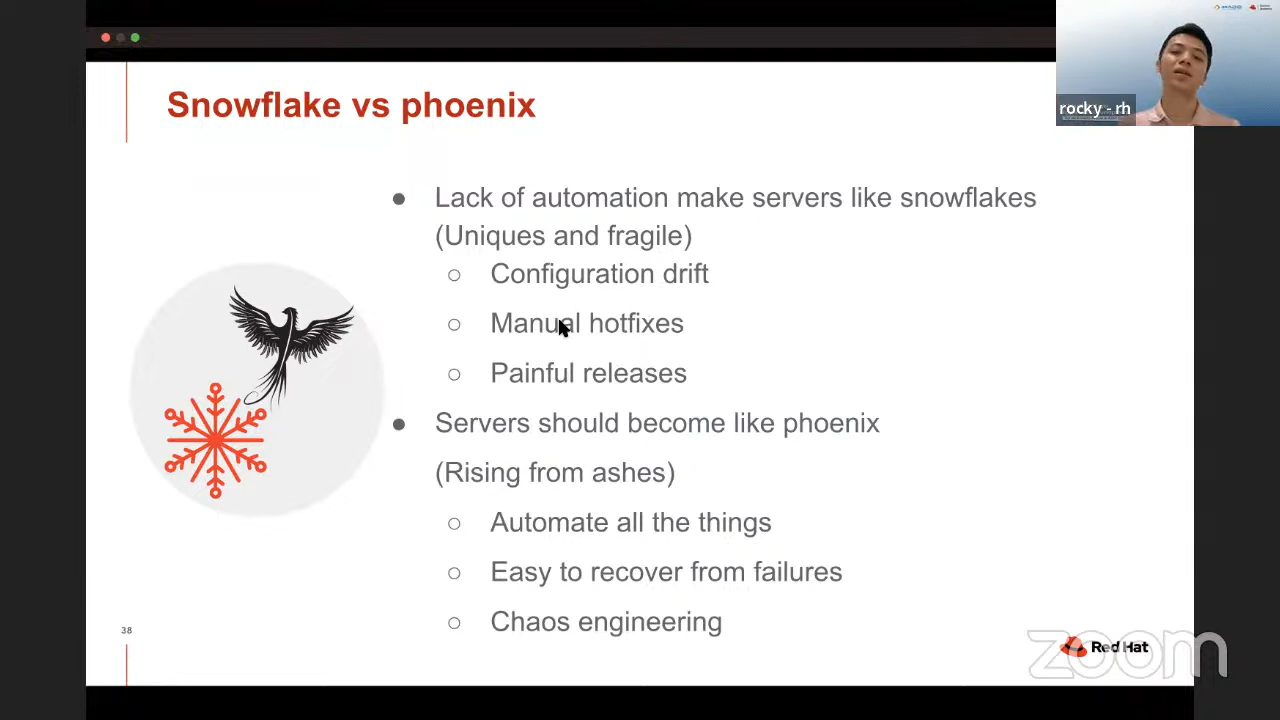 Snowflake vs phoenix
rocky - rh
● Lack of automation make servers like snowflakes
(Uniques and fragile)
○ Configuration drift
○ Manual hotfixes
○ Painful releases
● Servers should become like phoenix
(Rising from ashes)
○ Automate all the things
○ Easy to recover from failures
○ Chaos engineering
38
Red Hat
zoom